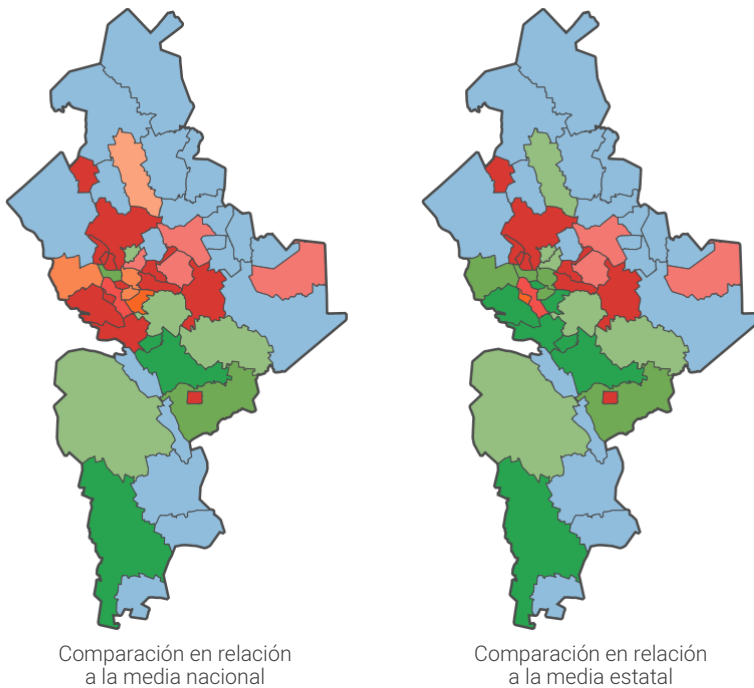 Comparación en relación
a la media nacional
Comparación en relación
a la media estatal